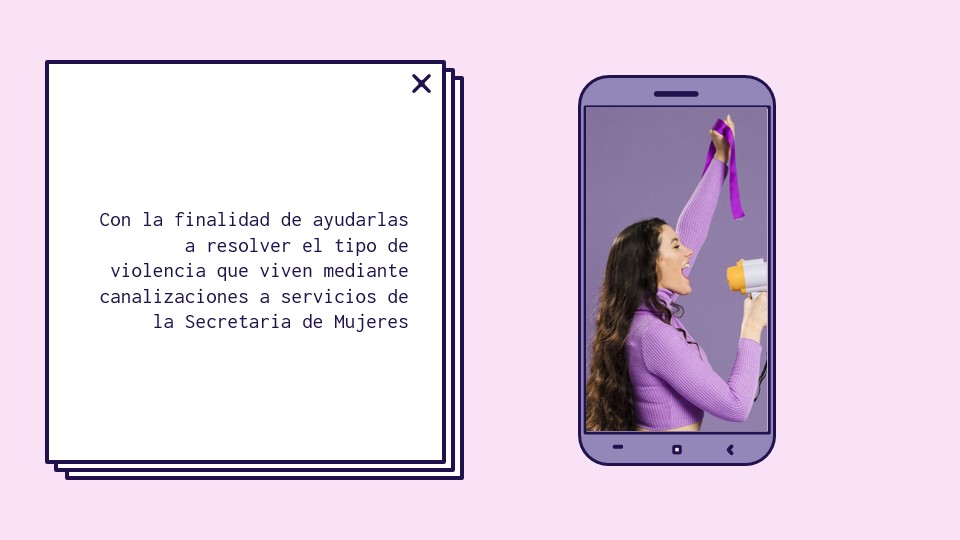 Con la finalidad de ayudarlas
a resolver el tipo de
violencia que viven mediante
canalizaciones a servicios de
la Secretaria de Mujeres